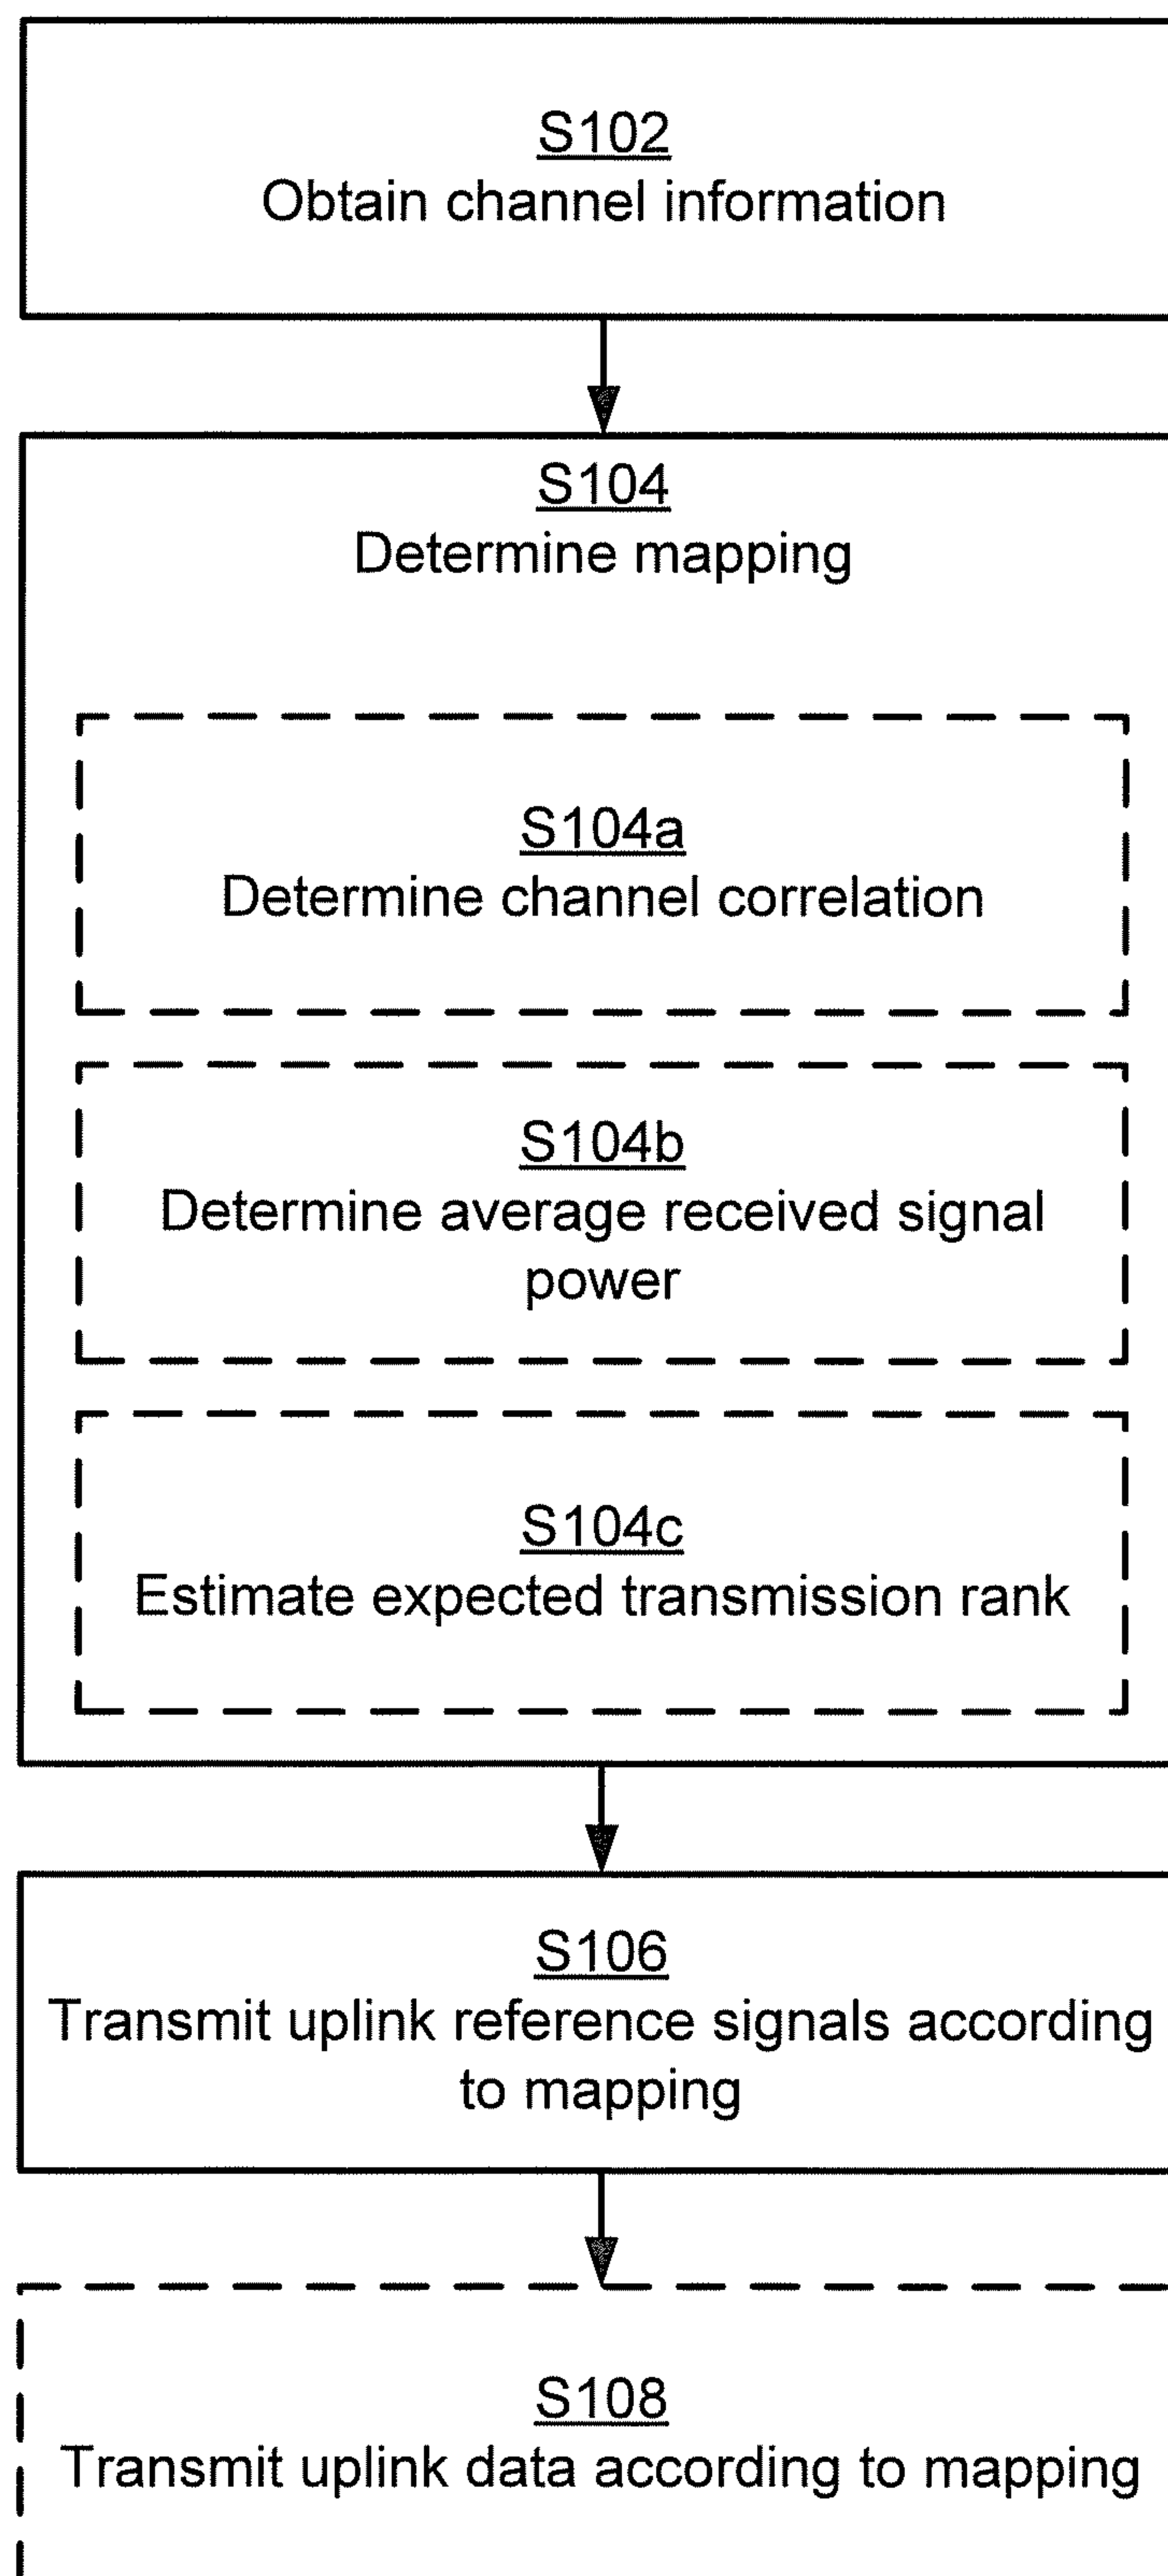 S102
Obtain channel information
S104
Determine mapping
S104a
Determine channel correlation
S104b
Determine average received signal
power
S104c
Estimate expected transmission rank
S106
Transmit uplink reference signals according
to mapping
S108
Transmit uplink data according to mapping